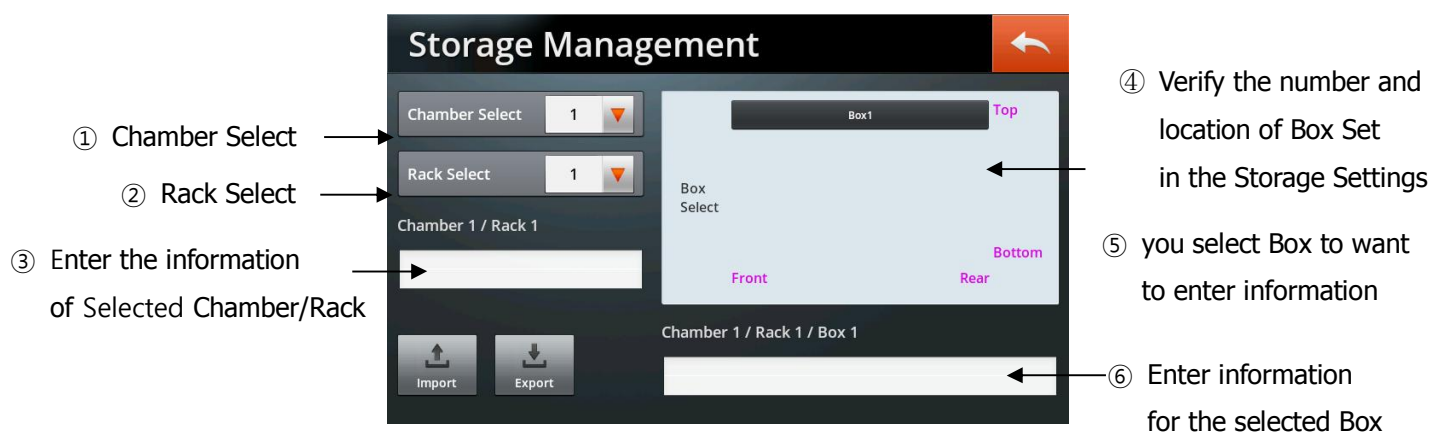 Storage Management
① Chamber Select
② Rack Select
③ Enter the information
of Selected Chamber/Rack
Chamber Select 1
Rack Select 1
Chamber 1 / Rack 1
Import
Export
Box1
Top
Box
Select
Bottom
Front
Rear
Chamber 1 / Rack 1 / Box 1
④ Verify the number and
location of Box Set
in the Storage Settings
⑤ you select Box to want
to enter information
⑥ Enter information
for the selected Box